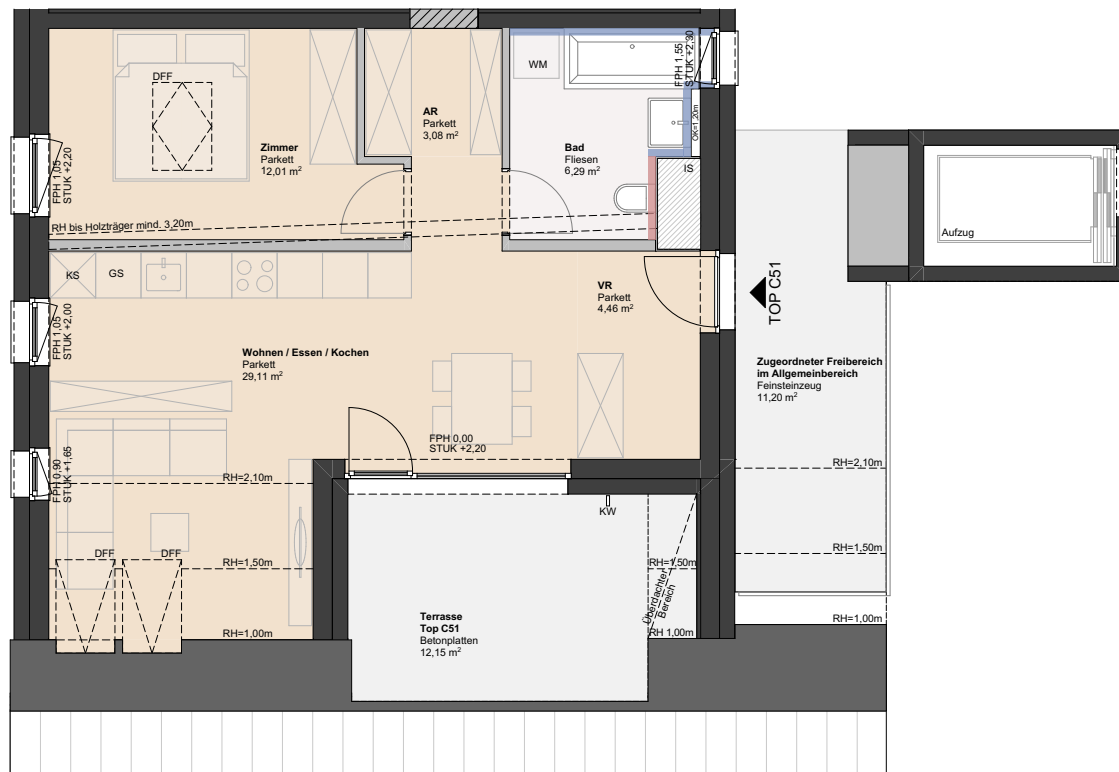 DFF
WM
FPH 1,55
STUK +2,30
AR
Parkett
3,08 m²
OK=1,20m
Zimmer
Parkett
12,01 m²
Bad
Fliesen
6,29 m²
IS
FPH 1,05
STUK +2,20
RH bis Holzträger mind. 3,20m
Aufzug
KS
GS
VR
Parkett
4,46 m²
TOP C51
FPH 1,05
STUK +2,00
Wohnen / Essen / Kochen
Parkett
29,11 m²
Zugeordneter Freibereich
im Allgemeinbereich
Feinsteinzeug
11,20 m²
FPH 0,00
STUK +2,20
FPH 0,90
STUK +1,65
RH=2,10m
RH=2,10m
KW
DFF
DFF
RH=1,50m
RH=1,50m
RH=1,50m
Überdachter
Bereich
Terrasse
Top C51
Betonplatten
12,15 m²
RH=1,00m
RH 1,00m
RH=1,00m